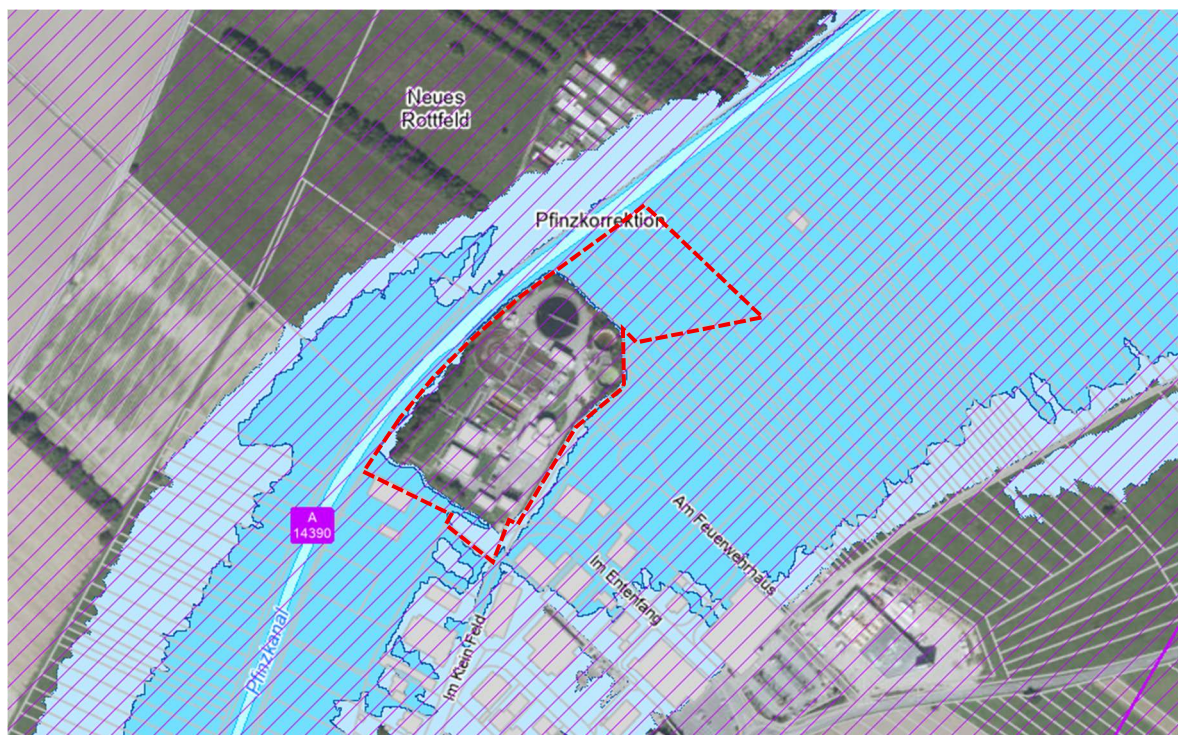 Neues
Rottfeld
Pfinzkorrektion
A
14390
Am Feuerwehrhaus
Im Entenfang
Im Klein Feld
Pfinzkanal